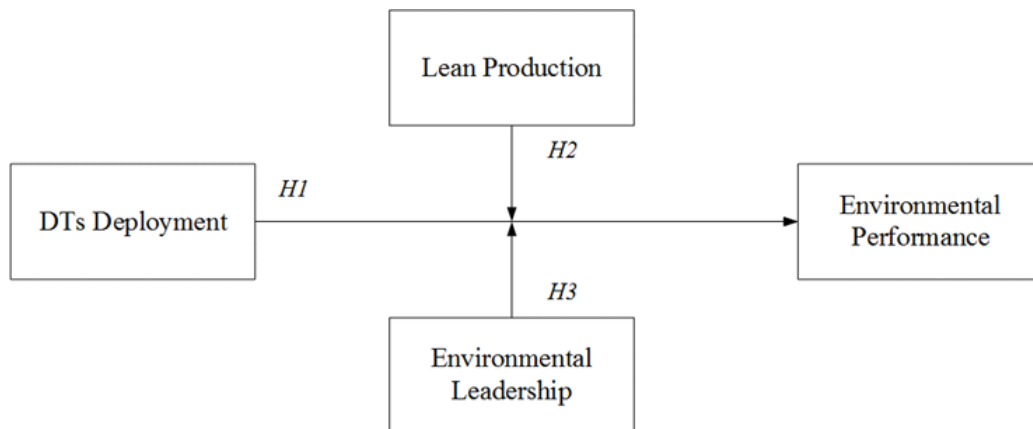 Lean Production
H2
H1
DTs Deployment
Environmental
Performance
H3
Environmental
Leadership